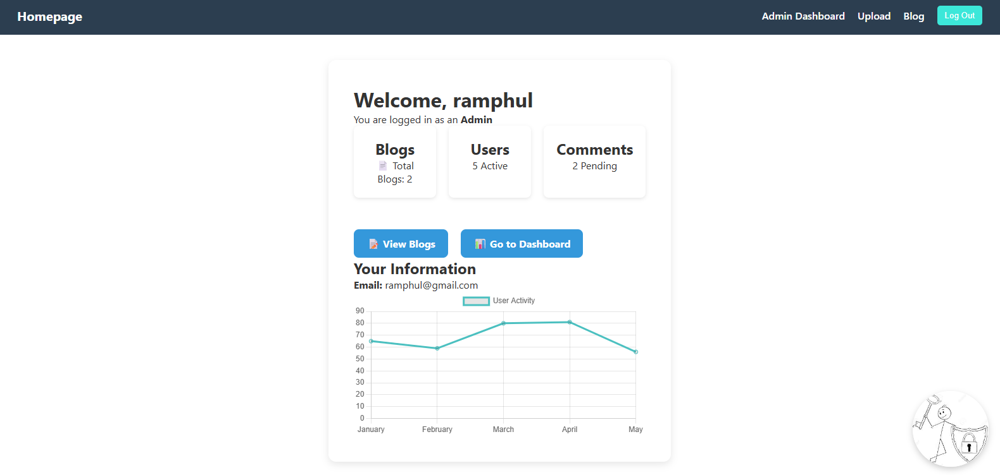 Homepage
Admin Dashboard
Upload
Blog
Log Out
Welcome, ramphul
You are logged in as an Admin
Blogs
Total
Blogs: 2
Users
5 Active
Comments
2 Pending
View Blogs
Go to Dashboard
Your Information
Email: ramphul@gmail.com
User Activity
90
80
70
60
50
40
30
20
10
0
January
February
March
April
May